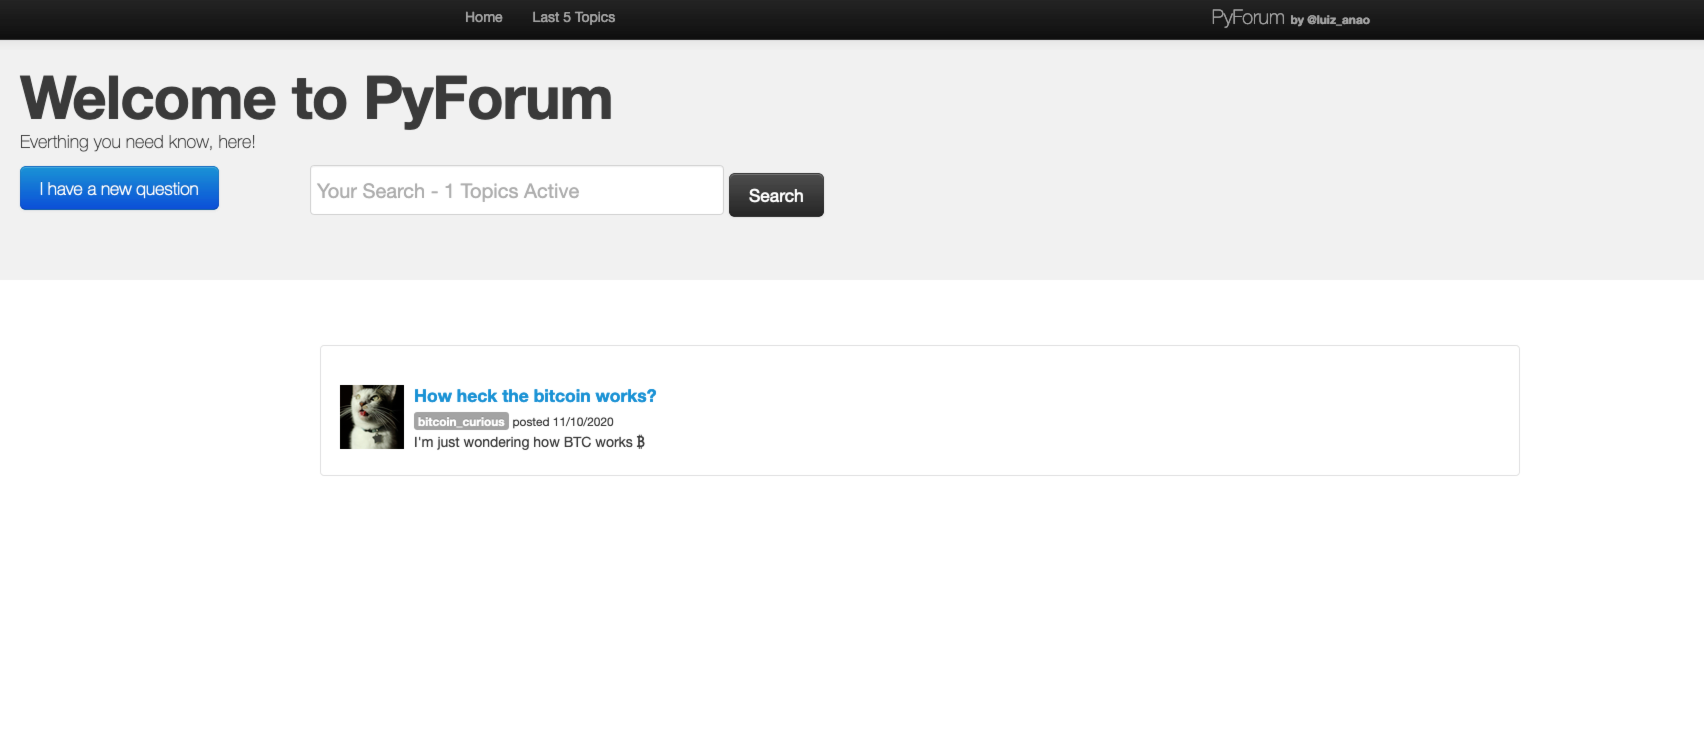 Home Last 5 Topics PyForum by @luiz_anao
Welcome to PyForum
Everthing you need know, here!
I have a new question Your Search - 1 Topics Active Search
How heck the bitcoin works?
bitcoin_curious posted 11/10/2020
I'm just wondering how BTC works ₿